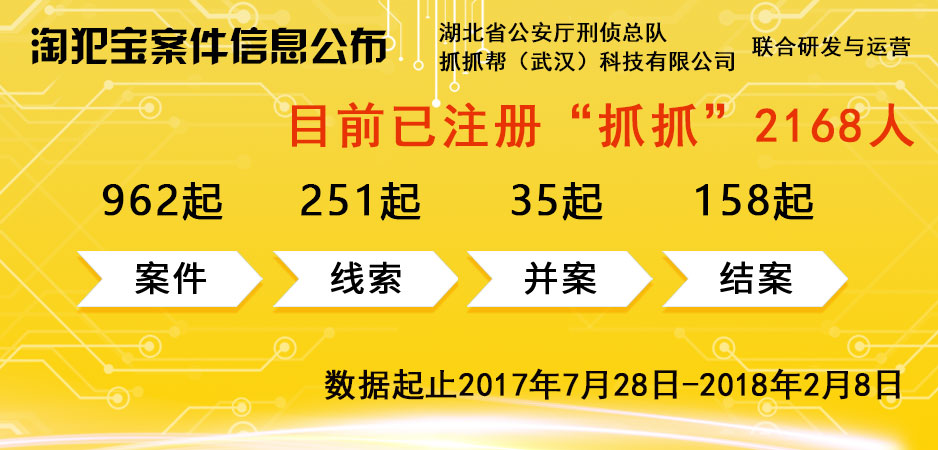 淘犯宝案件信息公布
湖北省公安厅刑侦总队
抓抓帮（武汉）科技有限公司
联合研发与运营
目前已注册“抓抓”2168人
962起 251起 35起 158起
案件 线索 并案 结案
数据起止2017年7月28日-2018年2月8日